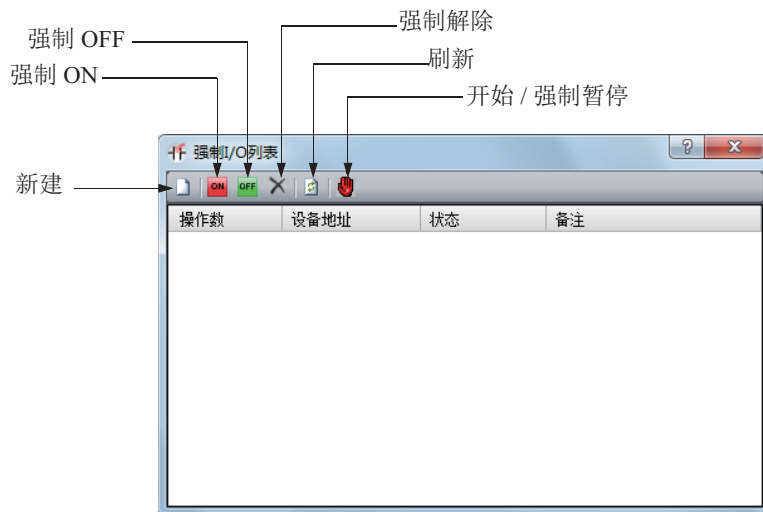 强制解除
强制 OFF
刷新
强制 ON
开始 / 强制暂停
强制I/O列表
?
X
新建
ON
OFF
操作数 设备地址 状态 备注